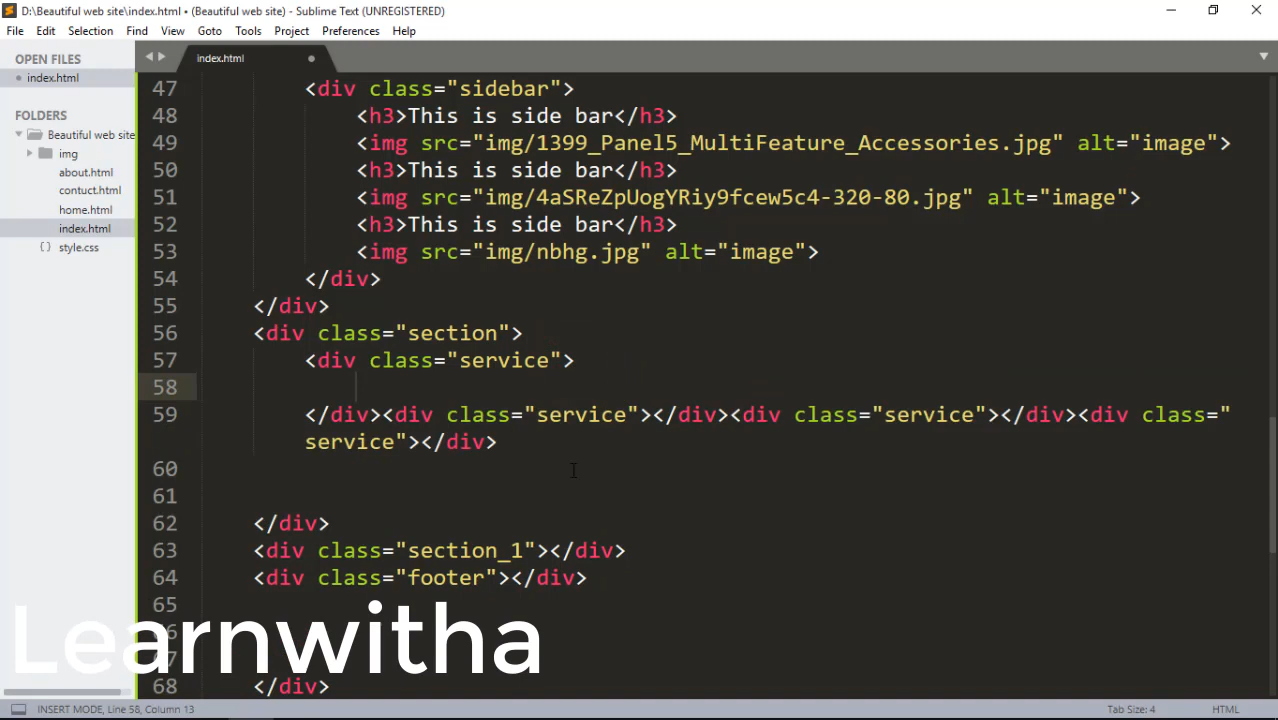 D:\Beautiful web site\index.html • (Beautiful web site) - Sublime Text (UNREGISTERED)
File Edit Selection Find View Goto Tools Project Preferences Help
OPEN FILES
index.html
FOLDERS
Beautiful web site
img
about.html
contuct.html
home.html
index.html
style.css
index.html
47 <div class="sidebar">
48 <h3>This is side bar</h3>
49 <img src="img/1399_Panel5_MultiFeature_Accessories.jpg" alt="image">
50 <h3>This is side bar</h3>
51 <img src="img/4aSReZpUogYRiy9fcew5c4-320-80.jpg" alt="image">
52 <h3>This is side bar</h3>
53 <img src="img/nbhg.jpg" alt="image">
54 </div>
55 </div>
56 <div class="section">
57 <div class="service">
58
59 </div><div class="service"></div><div class="service"></div><div class="
service"></div>
60
61
62 </div>
63 <div class="section_1"></div>
64 <div class="footer"></div>
65
68 </div>
Learnwitha
INSERT MODE, Line 58, Column 13
Tab Size: 4
HTML